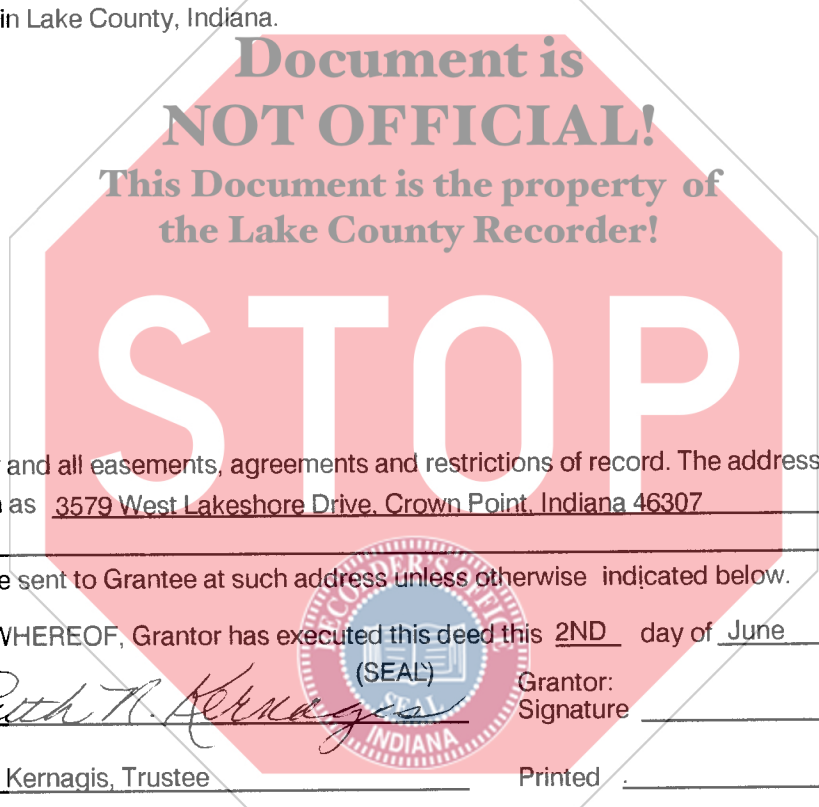 in Lake County, Indiana.
Document is
NOT OFFICIAL!
This Document is the property of
the Lake County Recorder!
STOP
and all easements, agreements and restrictions of record. The address
as 3579 West Lakeshore Drive, Crown Point, Indiana 46307
e sent to Grantee at such address unless otherwise indicated below.
WHEREOF, Grantor has executed this deed this 2ND day of June
RECORDER'S OFFICE
(SEAL)
Grantor:
Ruth N. Kernagis
Signature
SEAL
INDIANA
Kernagis, Trustee
Printed